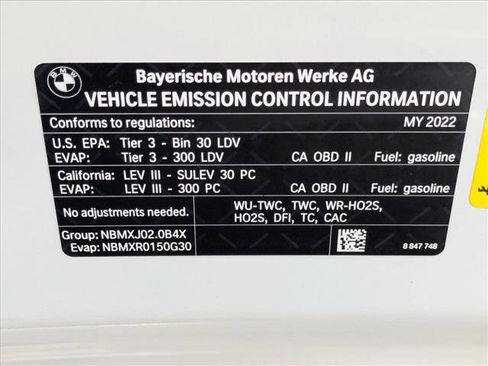 BMW
Bayerische Motoren Werke AG
VEHICLE EMISSION CONTROL INFORMATION
Conforms to regulations: MY 2022
U.S. EPA: Tier 3 - Bin 30 LDV
EVAP: Tier 3 - 300 LDV CA OBD II Fuel: gasoline
California: LEV III - SULEV 30 PC
EVAP: LEV III - 300 PC CA OBD II Fuel: gasoline
No adjustments needed.
WU-TWC, TWC, WR-HO2S,
HO2S, DFI, TC, CAC
Group: NBMXJ02.0B4X
Evap: NBMXR0150G30
8 847 748